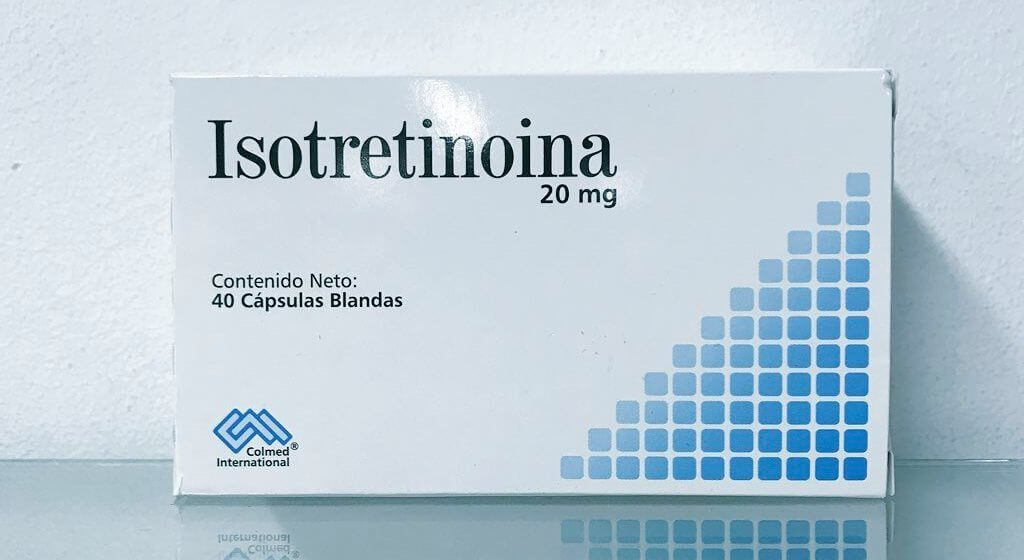 Isotretinoina
20 mg
Contenido Neto:
40 Cápsulas Blandas
Colmed®
International